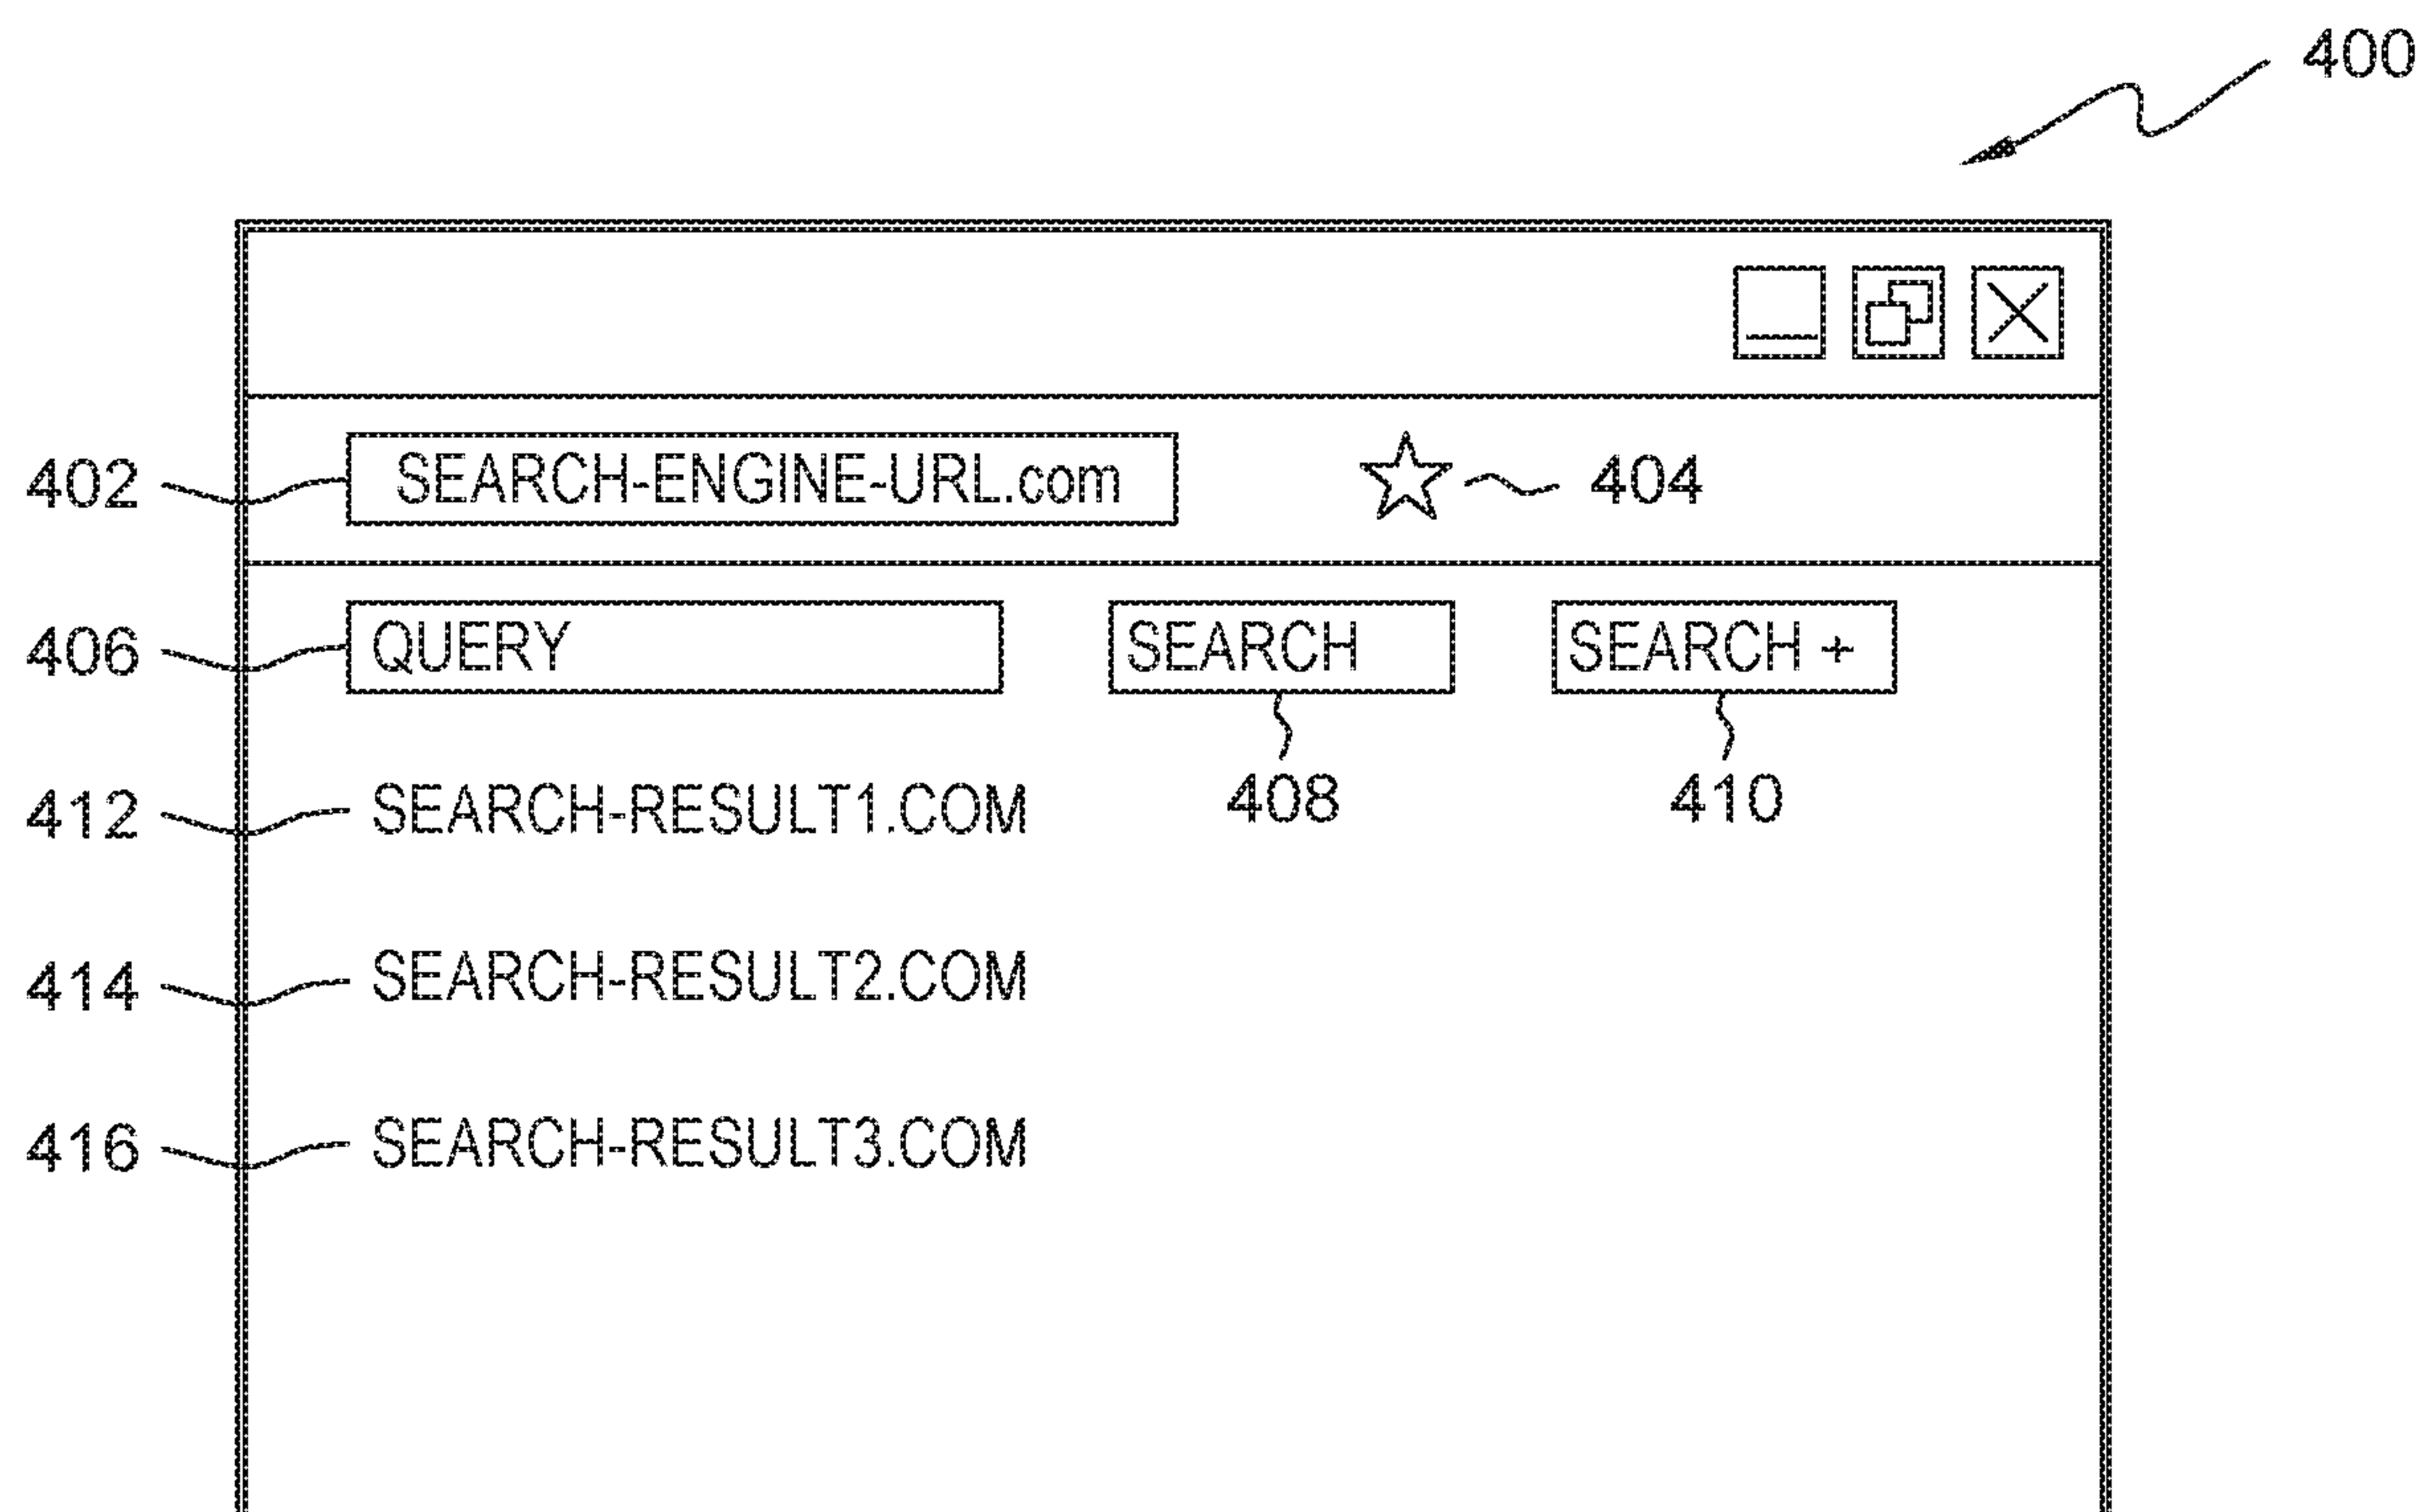 400
402 SEARCH-ENGINE-URL.com 404
406 QUERY SEARCH SEARCH +
408 410
412 SEARCH-RESULT1.COM
414 SEARCH-RESULT2.COM
416 SEARCH-RESULT3.COM